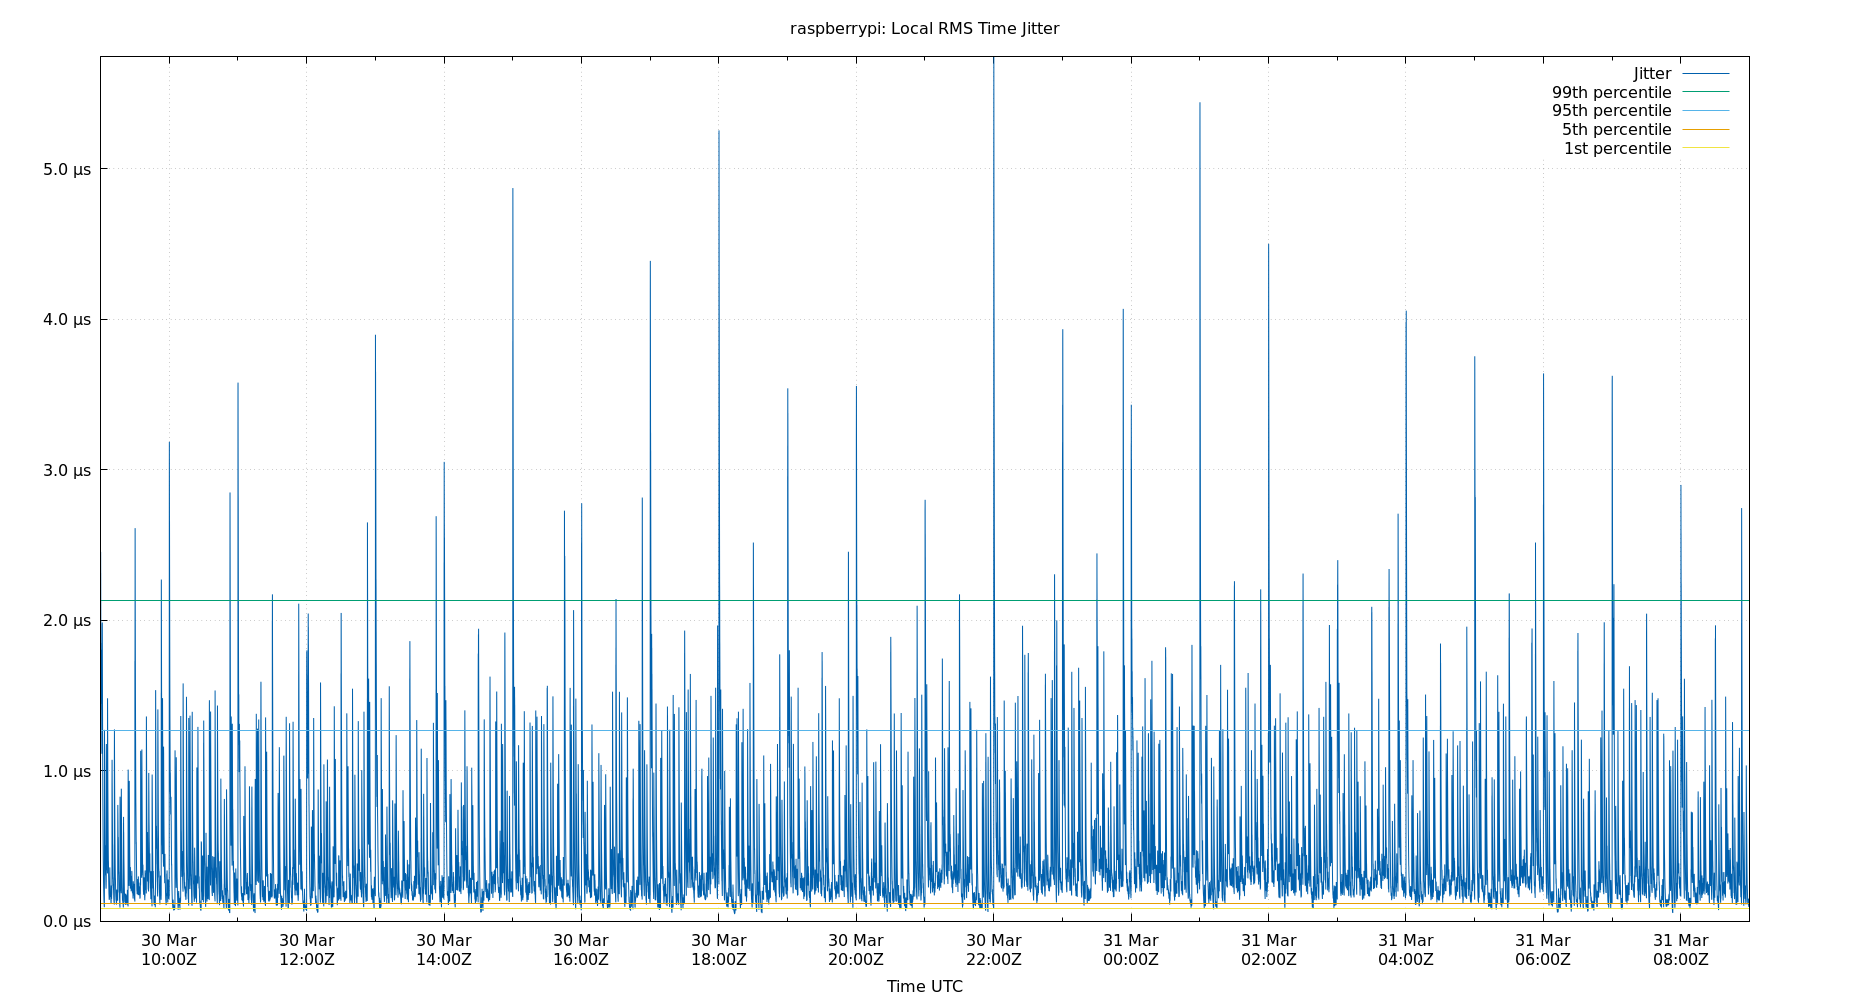 raspberrypi: Local RMS Time Jitter
Jitter
99th percentile
95th percentile
5th percentile
1st percentile
5.0 µs
4.0 µs
3.0 µs
2.0 µs
1.0 µs
0.0 µs
30 Mar 30 Mar 30 Mar 30 Mar 30 Mar 30 Mar 30 Mar 31 Mar 31 Mar 31 Mar 31 Mar 31 Mar
10:00Z 12:00Z 14:00Z 16:00Z 18:00Z 20:00Z 22:00Z 00:00Z 02:00Z 04:00Z 06:00Z 08:00Z
Time UTC